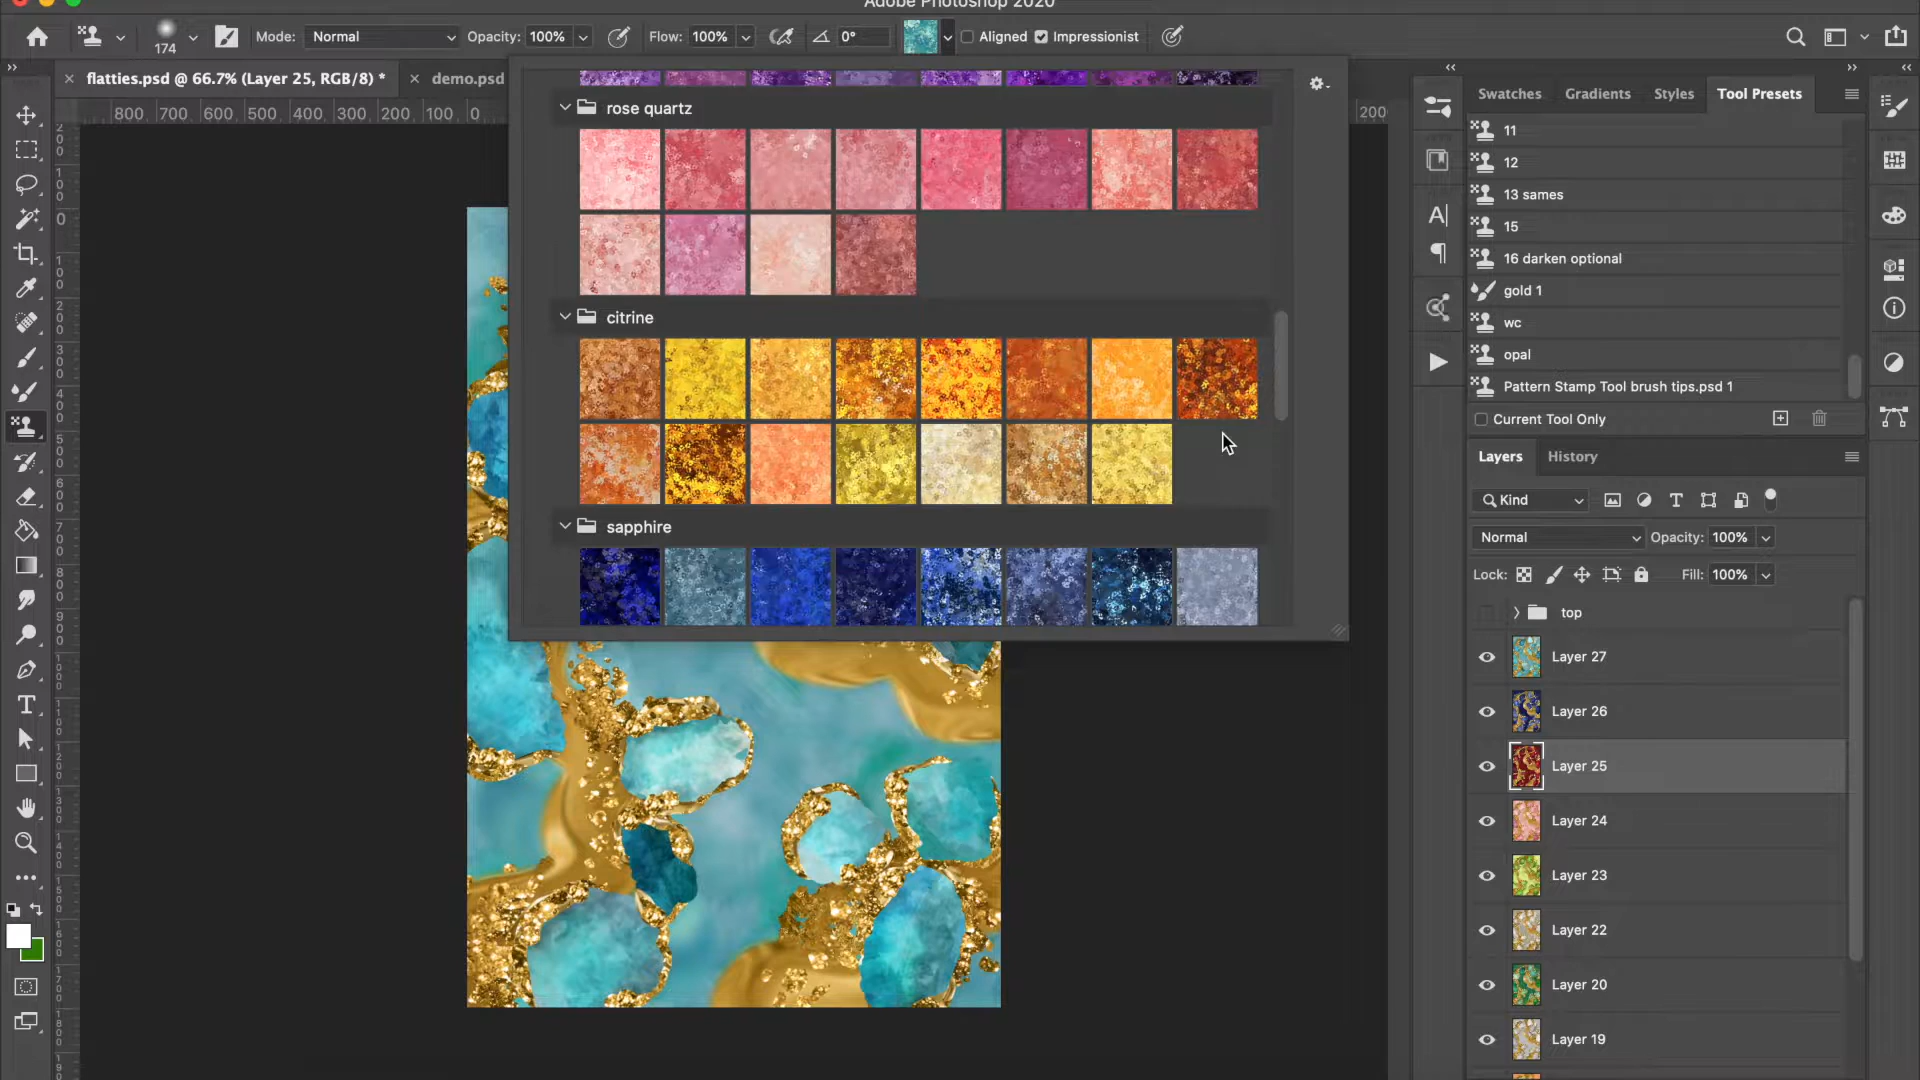 Adobe Photoshop 2020
174
Mode: Normal
Opacity: 100%
Flow: 100%
0°
Aligned
Impressionist
flatties.psd @ 66.7% (Layer 25, RGB/8) *
demo.psd
800 700 600 500 400 300 200 100 0
200
rose quartz
citrine
sapphire
Swatches
Gradients
Styles
Tool Presets
11
12
13 sames
15
16 darken optional
gold 1
wc
opal
Pattern Stamp Tool brush tips.psd 1
Current Tool Only
Layers
History
Kind
Normal
Opacity: 100%
Lock:
Fill: 100%
top
Layer 27
Layer 26
Layer 25
Layer 24
Layer 23
Layer 22
Layer 20
Layer 19